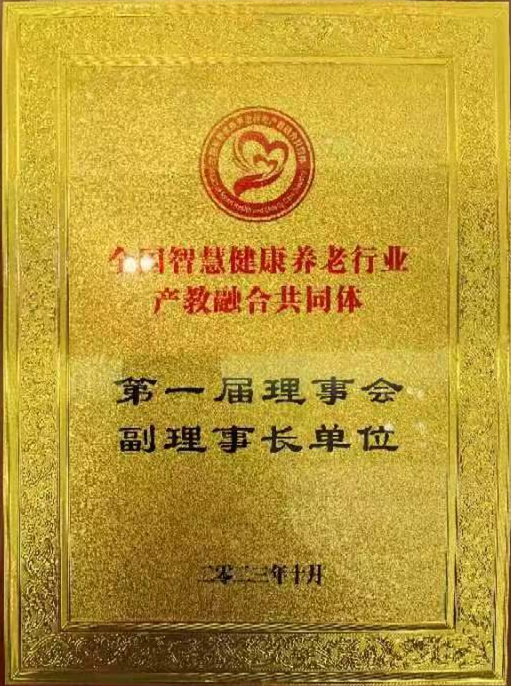 全国智慧健康养老行业
产教融合共同体
第一届理事会
副理事长单位
二零二三年十月